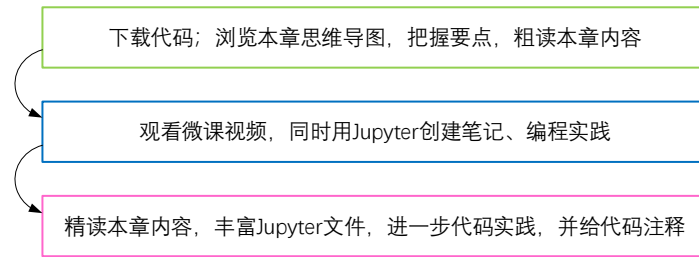 下载代码；浏览本章思维导图，把握要点，粗读本章内容
观看微课视频，同时用Jupyter创建笔记、编程实践
精读本章内容，丰富Jupyter文件，进一步代码实践，并给代码注释